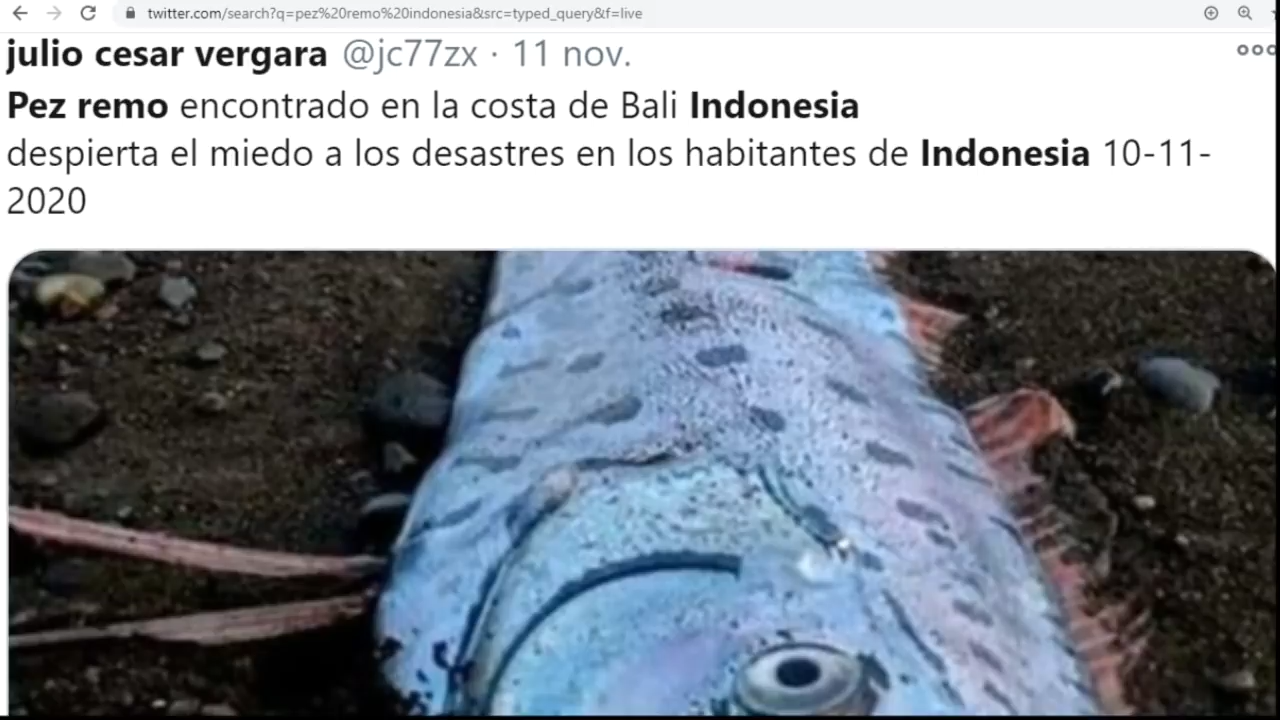 twitter.com/search?q=pez%20remo%20indonesia&src=typed_query&f=live
julio cesar vergara @jc77zx · 11 nov.
Pez remo encontrado en la costa de Bali Indonesia
despierta el miedo a los desastres en los habitantes de Indonesia 10-11-
2020